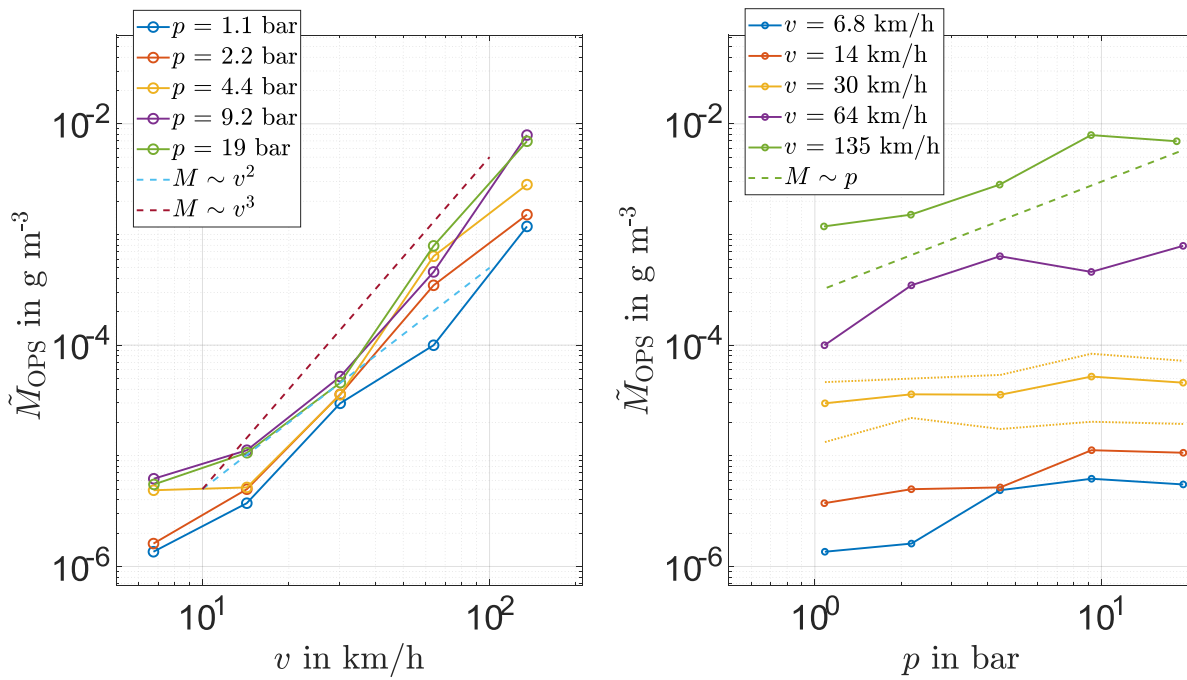 p = 1.1 bar
p = 2.2 bar
p = 4.4 bar
p = 9.2 bar
p = 19 bar
M ∼ v²
M ∼ v³
10⁻²
10⁻⁴
10⁻⁶
M̃OPS in g m⁻³
10¹
10²
v in km/h
v = 6.8 km/h
v = 14 km/h
v = 30 km/h
v = 64 km/h
v = 135 km/h
M ∼ p
10⁻²
10⁻⁴
10⁻⁶
M̃OPS in g m⁻³
10⁰
10¹
p in bar